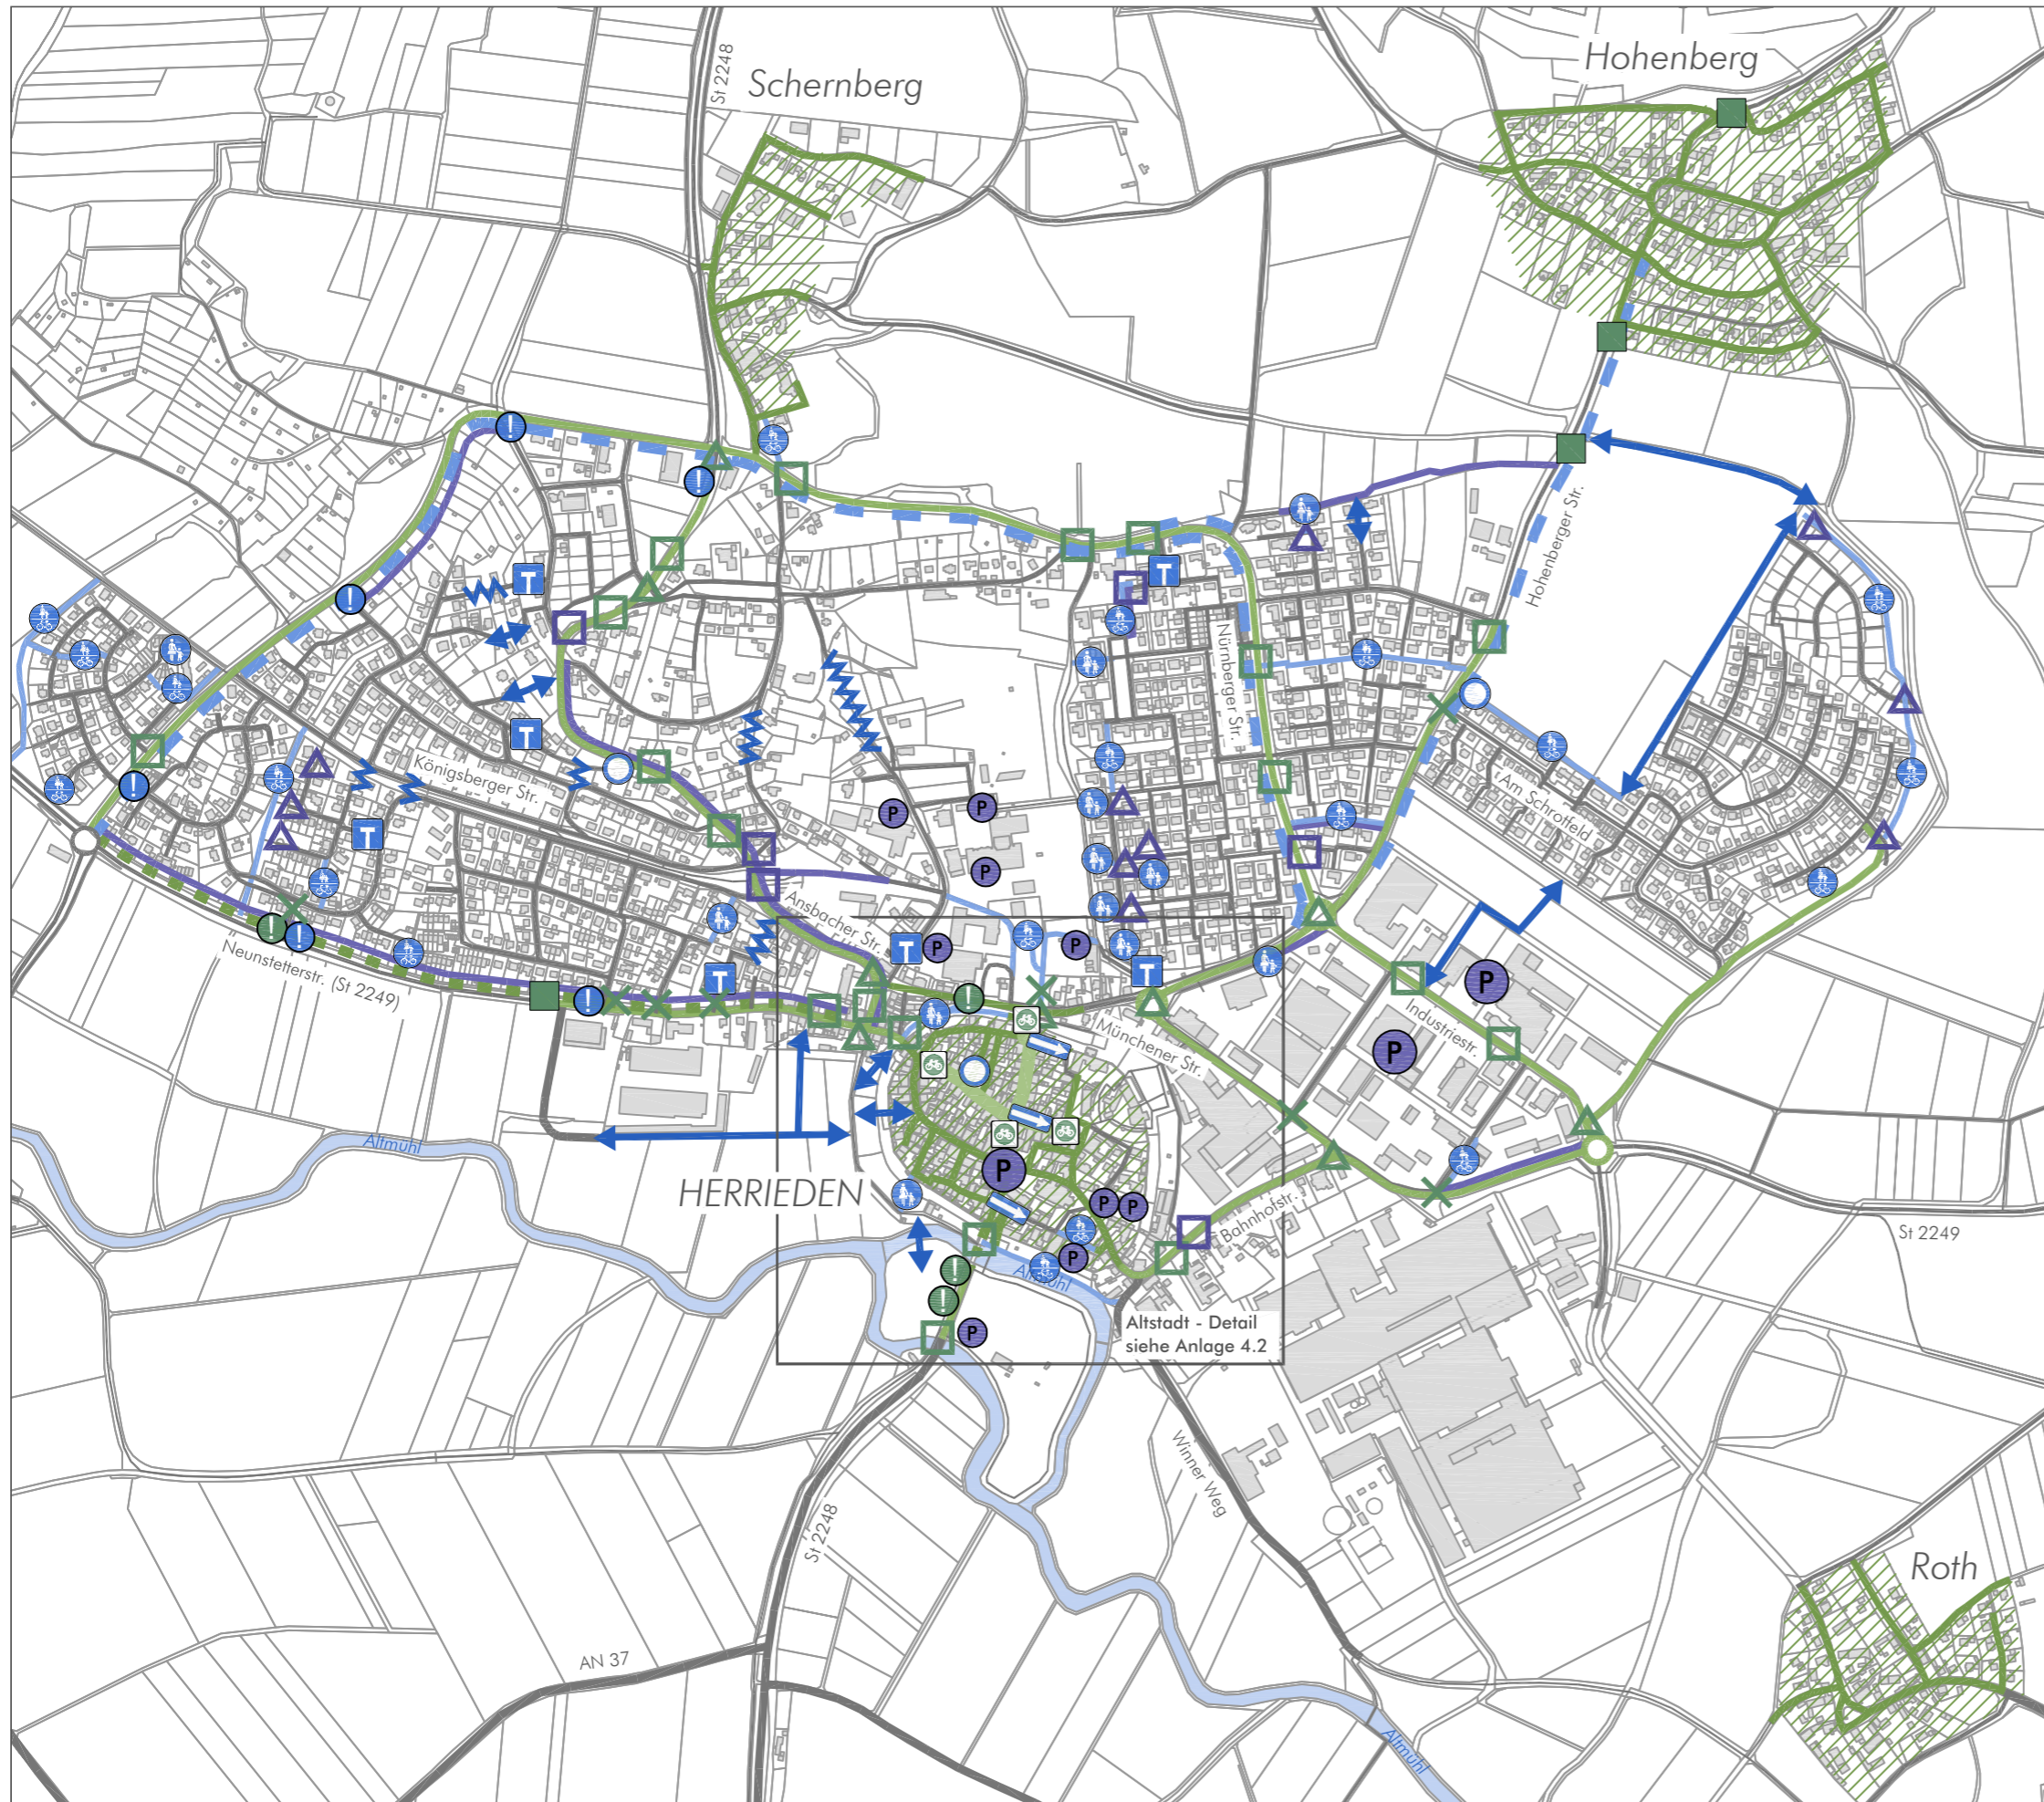 Hohenberg
St 2248
Schernberg
Hohenberger Str.
T
T
Nürnberger Str.
T
Königsberger Str.
Am Schrotfeld
P
P
T
P
Ansbacher Str.
T
P
P
Neunstetterstr. (St 2249)
T
T
P
Industriestr.
Münchener Str.
P
Altmühl
HERRIEDEN
P
P
P
Bahnhofstr.
St 2249
P
Altmühl
P
Altstadt - Detail
siehe Anlage 4.2
Winner Weg
St 2248
Roth
AN 37
Altmühl